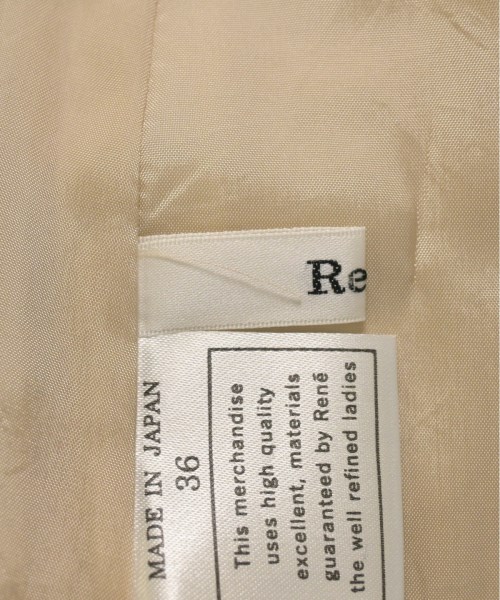 Re
MADE IN JAPAN
36
This merchandise
uses high quality
excellent, materials
guaranteed by René
the well refined ladies